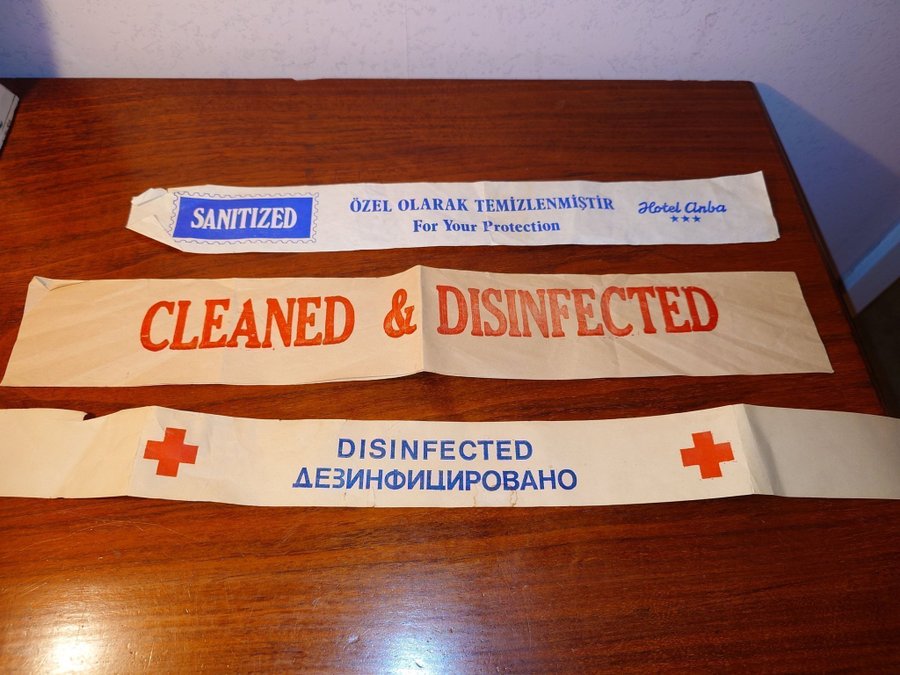 SANITIZED
ÖZEL OLARAK TEMİZLENMİŞTİR
For Your Protection
Hotel Anba
★★★
CLEANED & DISINFECTED
DISINFECTED
ДЕЗИНФИЦИРОВАНО